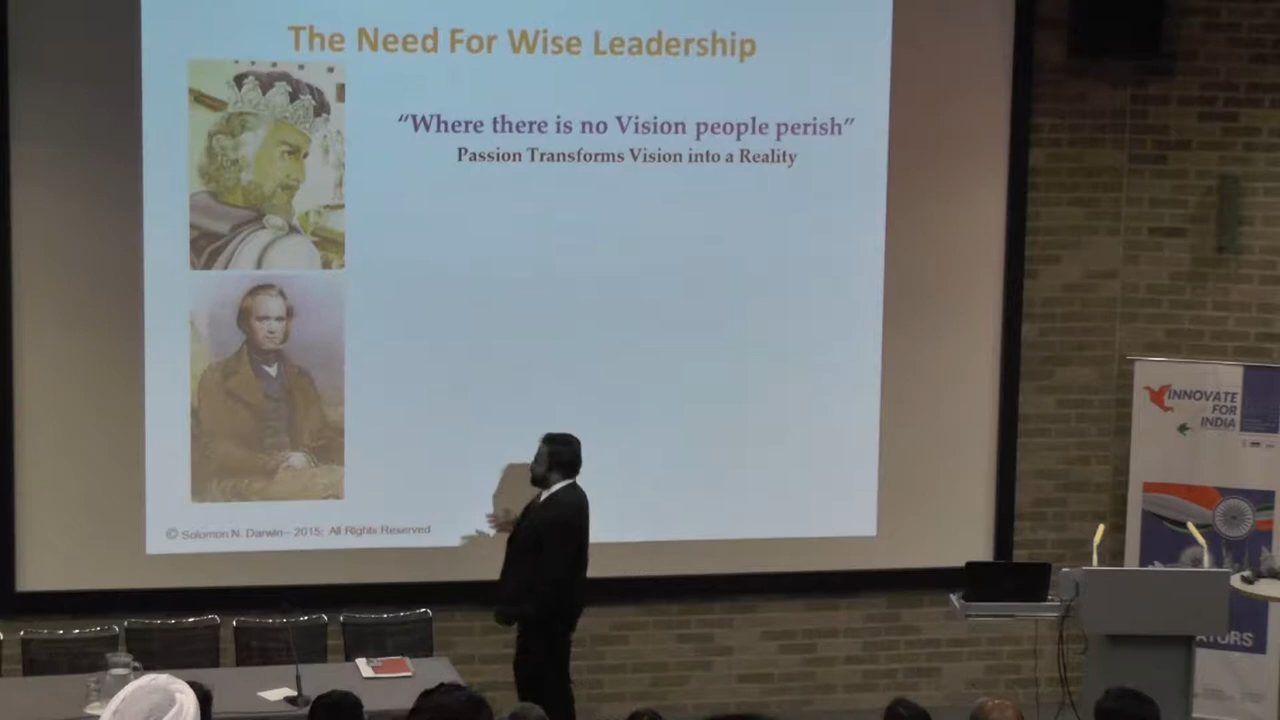 The Need For Wise Leadership
“Where there is no Vision people perish”
Passion Transforms Vision into a Reality
© Solomon N. Darwin – 2015: All Rights Reserved
INNOVATE
FOR
INDIA